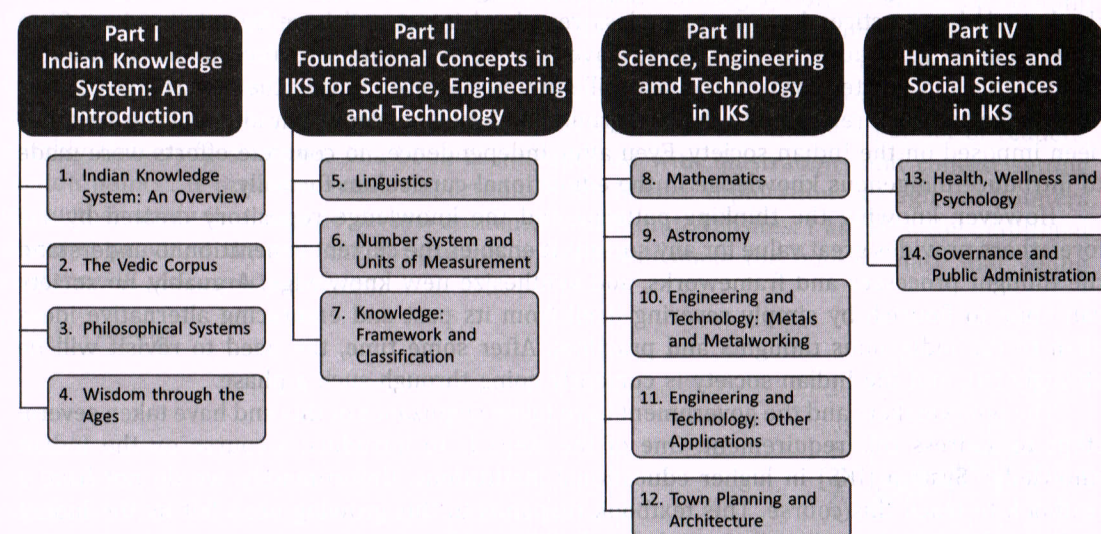 Part I
Indian Knowledge
System: An
Introduction
1. Indian Knowledge
System: An Overview
2. The Vedic Corpus
3. Philosophical Systems
4. Wisdom through the
Ages
Part II
Foundational Concepts in
IKS for Science, Engineering
and Technology
5. Linguistics
6. Number System and
Units of Measurement
7. Knowledge:
Framework and
Classification
Part III
Science, Engineering
amd Technology
in IKS
8. Mathematics
9. Astronomy
10. Engineering and
Technology: Metals
and Metalworking
11. Engineering and
Technology: Other
Applications
12. Town Planning and
Architecture
Part IV
Humanities and
Social Sciences
in IKS
13. Health, Wellness and
Psychology
14. Governance and
Public Administration